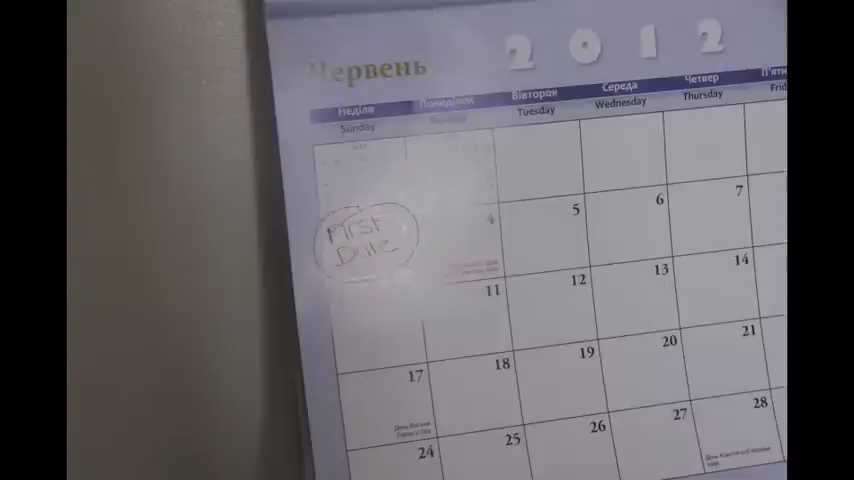 Червень 2012
Неділя Понеділок Вівторок Середа Четвер
Sunday Tuesday Wednesday Thursday
First
Date
4 5 6 7
11 12 13 14
17 18 19 20 21
24 25 26 27 28